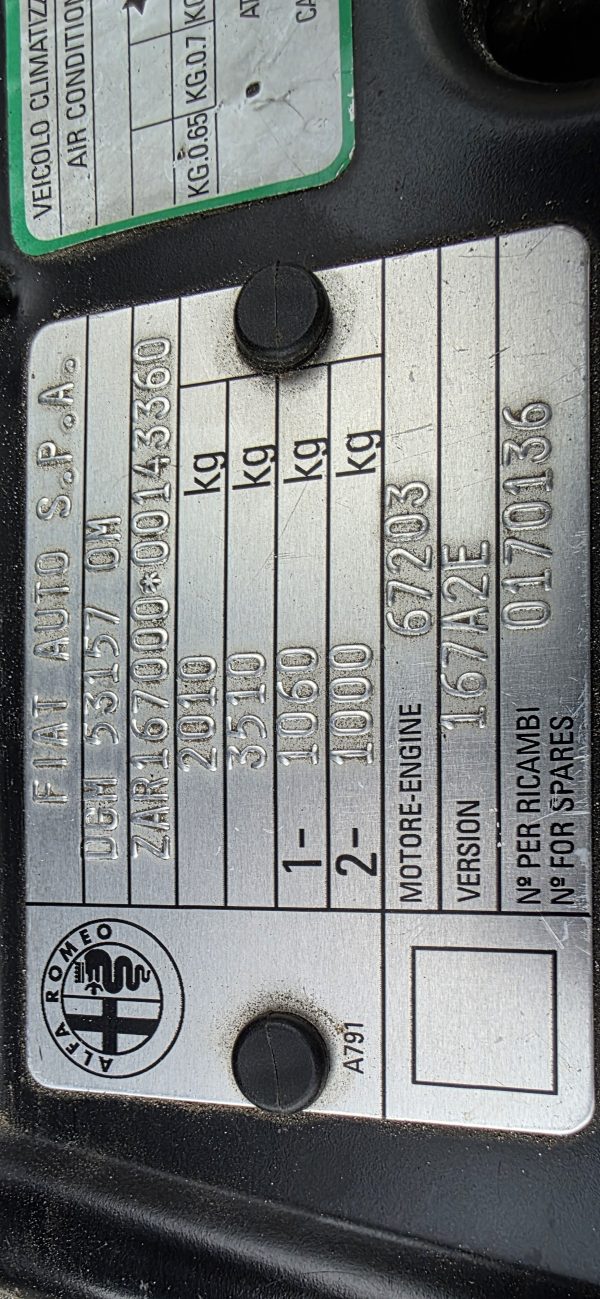 VEICOLO CLIMATIZZ
AIR CONDITION
KG.0.65 KG.0.7 KG
FIAT AUTO S.P.A.
DGM 53157 OM
ZAR167000*00143360
2010 kg
3510 kg
1- 1060 kg
2- 1000 kg
MOTORE-ENGINE 67203
VERSION 167A2E
Nº PER RICAMBI 0170136
Nº FOR SPARES
ALFA ROMEO
A791